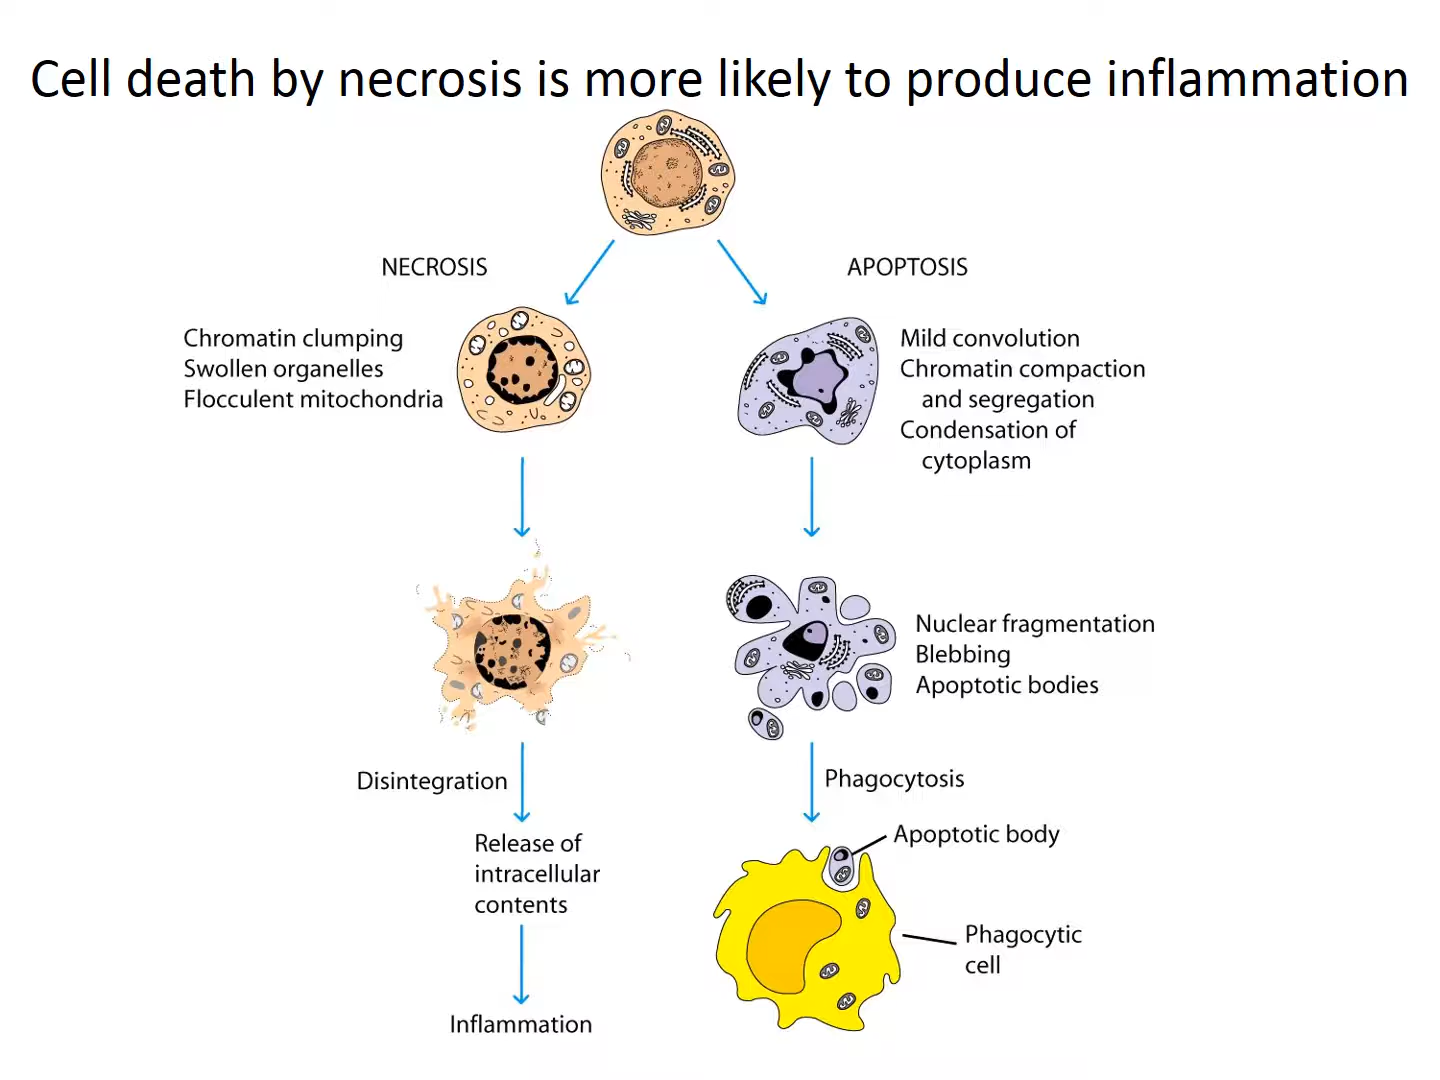 Cell death by necrosis is more likely to produce inflammation
NECROSIS
Chromatin clumping
Swollen organelles
Flocculent mitochondria
APOPTOSIS
Mild convolution
Chromatin compaction
and segregation
Condensation of
cytoplasm
Nuclear fragmentation
Blebbing
Apoptotic bodies
Disintegration
Release of
intracellular
contents
Inflammation
Phagocytosis
Apoptotic body
Phagocytic
cell